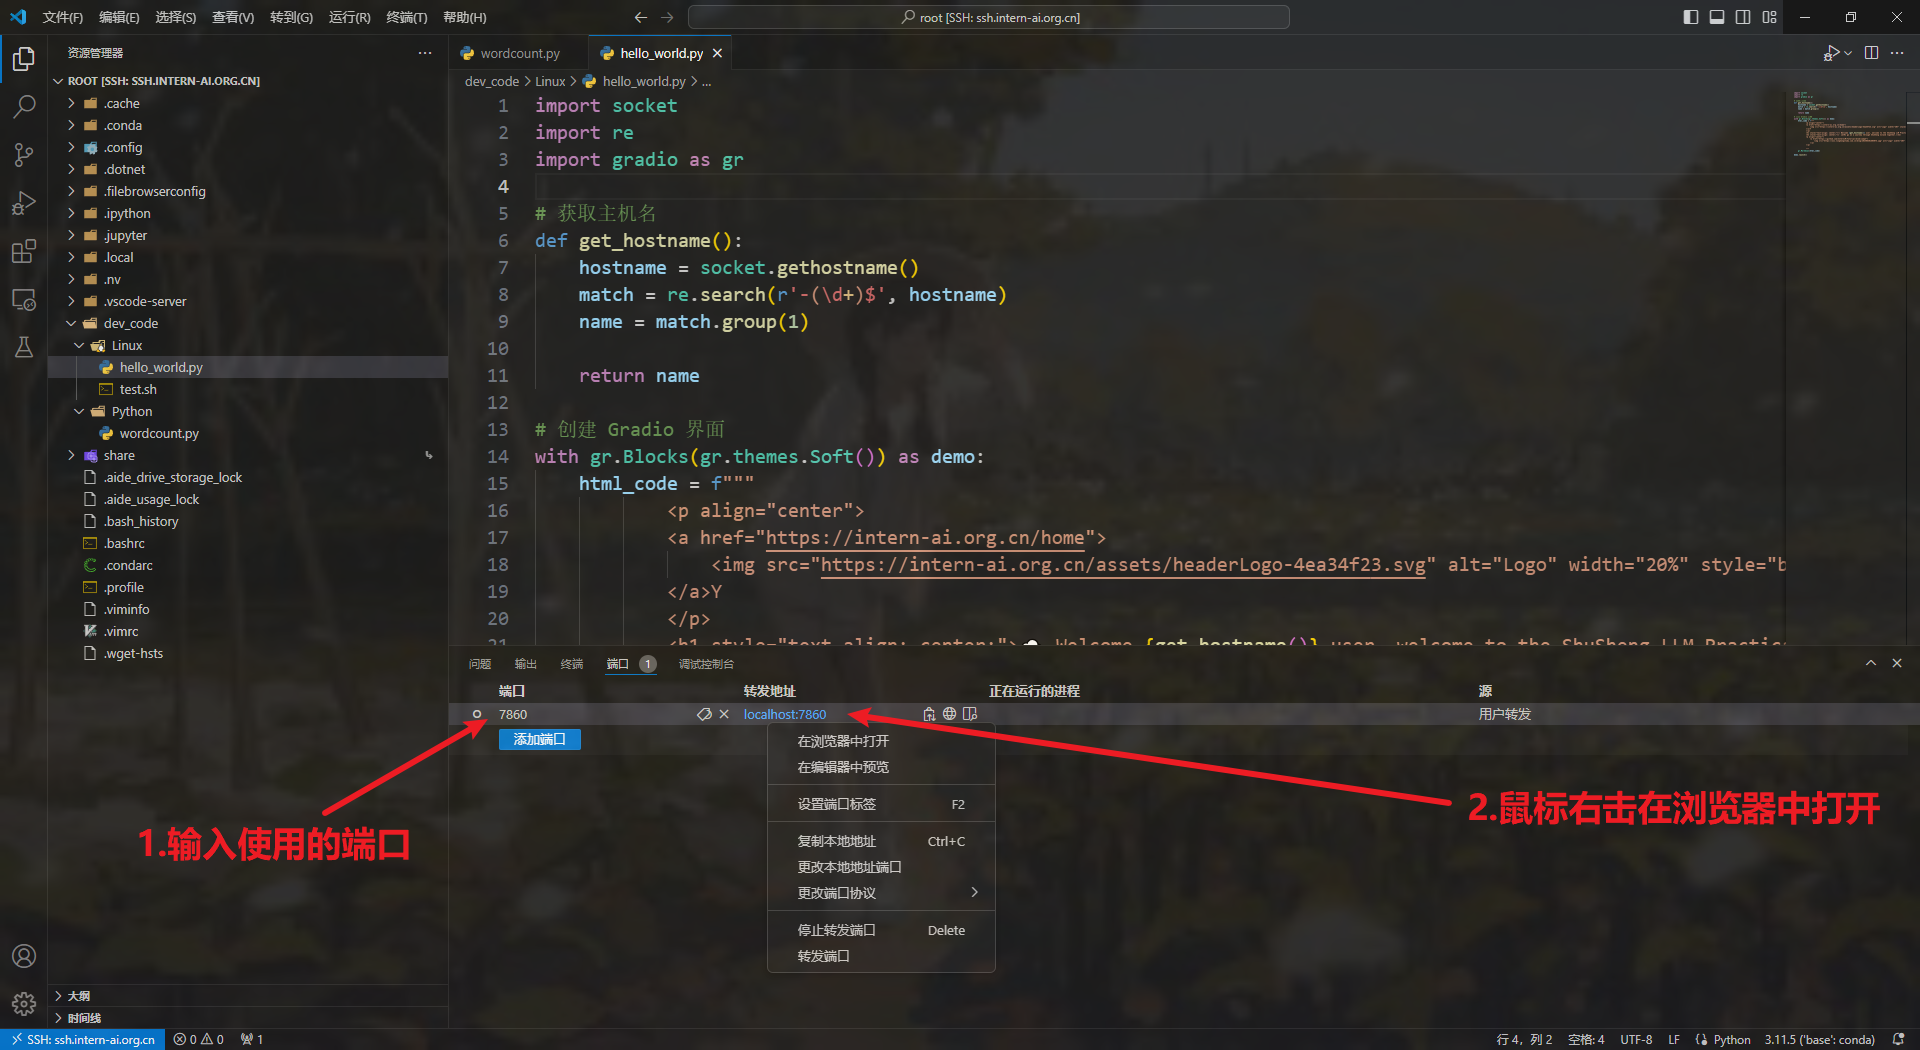 文件(F) 编辑(E) 选择(S) 查看(V) 转到(G) 运行(R) 终端(T) 帮助(H)
root [SSH: ssh.intern-ai.org.cn]
资源管理器
ROOT [SSH: SSH.INTERN-AI.ORG.CN]
.cache
.conda
.config
.dotnet
.filebrowserconfig
.ipython
.jupyter
.local
.nv
.vscode-server
dev_code
Linux
hello_world.py
test.sh
Python
wordcount.py
share
.aide_drive_storage_lock
.aide_usage_lock
.bash_history
.bashrc
.condarc
.profile
.viminfo
.vimrc
.wget-hsts
大纲
时间线
wordcount.py hello_world.py
dev_code > Linux > hello_world.py > ...
1 import socket
2 import re
3 import gradio as gr
4
5 # 获取主机名
6 def get_hostname():
7 hostname = socket.gethostname()
8 match = re.search(r'-(\d+)$', hostname)
9 name = match.group(1)
10
11 return name
12
13 # 创建 Gradio 界面
14 with gr.Blocks(gr.themes.Soft()) as demo:
15 html_code = f"""
16 <p align="center">
17 <a href="https://intern-ai.org.cn/home">
18 <img src="https://intern-ai.org.cn/assets/headerLogo-4ea34f23.svg" alt="Logo" width="20%" style="b
19 </a>Y
20 </p>
21 <h1 style="text-align: center;"> Welcome {get_hostname()} user, welcome to the ShuSheng LLM Practic
问题 输出 终端 端口 1 调试控制台
端口 转发地址 正在运行的进程 源
7860 localhost:7860 用户转发
添加端口
在浏览器中打开
在编辑器中预览
设置端口标签 F2
复制本地地址 Ctrl+C
更改本地地址端口
更改端口协议
停止转发端口 Delete
转发端口
1.输入使用的端口
2.鼠标右击在浏览器中打开
SSH: ssh.intern-ai.org.cn 0 0 1
行 4，列 2 空格: 4 UTF-8 LF Python 3.11.5 ('base': conda)